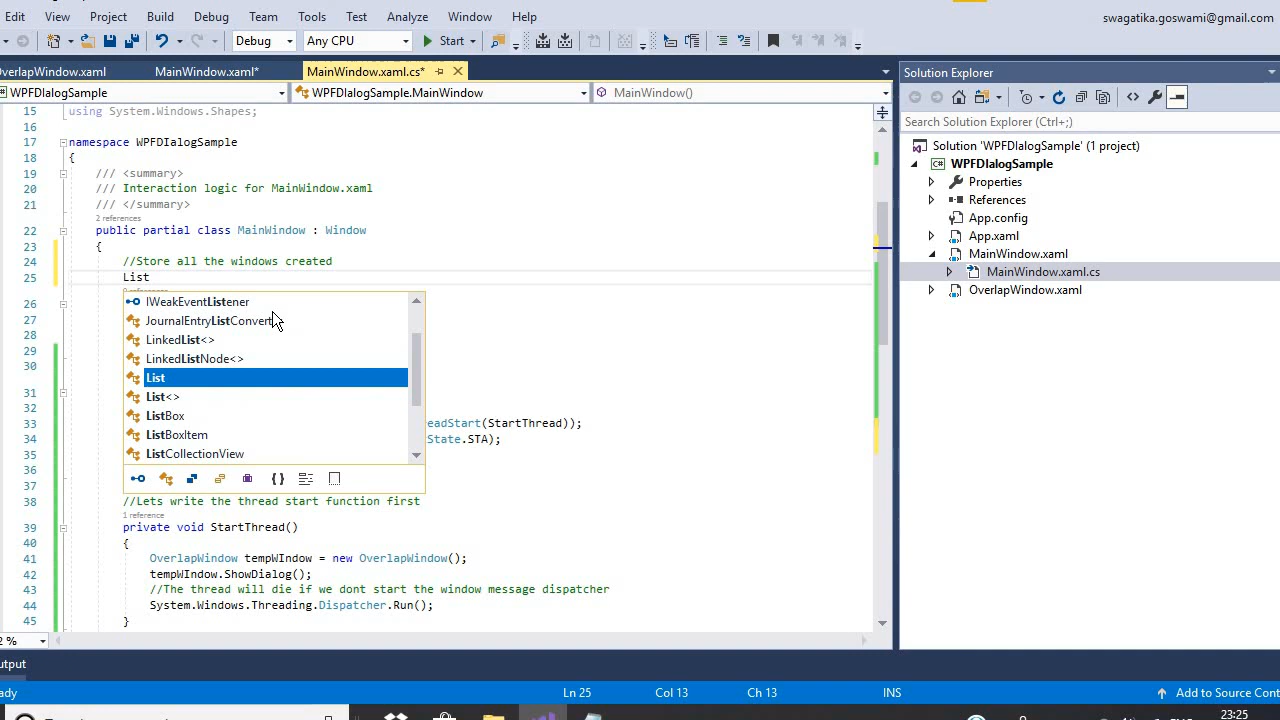 Edit View Project Build Debug Team Tools Test Analyze Window Help
swagatika.goswami@gmail.com
Debug Any CPU Start
OverlapWindow.xaml MainWindow.xaml* MainWindow.xaml.cs*
WPFDIalogSample WPFDIalogSample.MainWindow MainWindow()
15 using System.Windows.Shapes;
16
17 namespace WPFDIalogSample
18 {
19 /// <summary>
20 /// Interaction logic for MainWindow.xaml
21 /// </summary>
2 references
22 public partial class MainWindow : Window
23 {
24 //Store all the windows created
25 List
IWeakEventListener
JournalEntryListConvert
LinkedList<>
LinkedListNode<>
List
List<>
ListBox
ListBoxItem
ListCollectionView
26
27
28
29
30
31
32
33 eadStart(StartThread));
34 State.STA);
35
36
37
38 //Lets write the thread start function first
1 reference
39 private void StartThread()
40 {
41 OverlapWindow tempWIndow = new OverlapWindow();
42 tempWIndow.ShowDialog();
43 //The thread will die if we dont start the window message dispatcher
44 System.Windows.Threading.Dispatcher.Run();
45 }
2 %
Solution Explorer
Search Solution Explorer (Ctrl+;)
Solution 'WPFDIalogSample' (1 project)
WPFDIalogSample
Properties
References
App.config
App.xaml
MainWindow.xaml
MainWindow.xaml.cs
OverlapWindow.xaml
utput
ady Ln 25 Col 13 Ch 13 INS Add to Source Cont
23:25